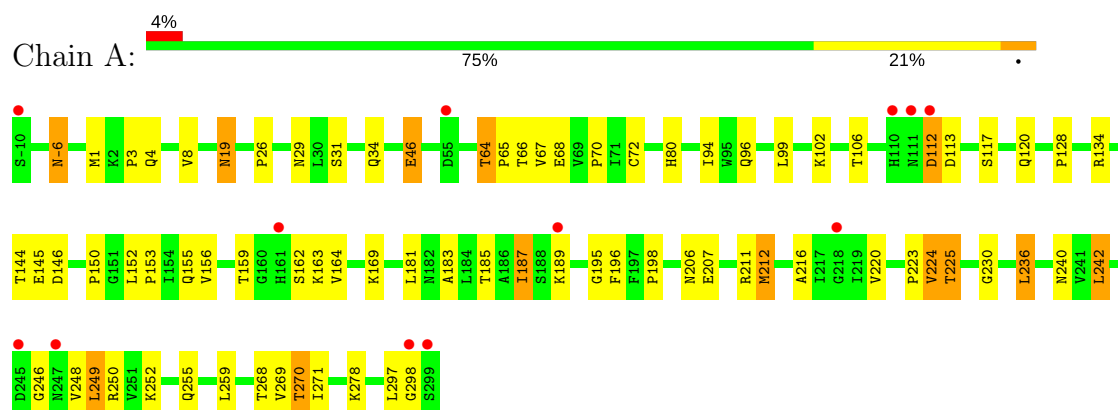 4%
Chain A:
75% 21% •
S-10 N-6 M1 K2 P3 Q4 V8 N19 P26 N29 L30 S31 Q34 E46 D55 T64 P65 T66 V67 E68 V69 P70 I71 C72 H80 I94 W95 Q96 L99 K102 T106 H110 N111 D112 D113 S117 Q120 P128 R134
T144 E145 D146 P150 G151 L152 P153 I154 Q155 V156 T159 G160 H161 S162 K163 V164 K169 L181 N182 A183 L184 T185 A186 I187 S188 K189 G195 F196 F197 P198 N206 E207 R211 M212 A216 I217 G218 I219 V220 P223 V224 T225 G230 L236 N240 V241 L242
D245 G246 N247 V248 L249 R250 V251 K252 Q255 L259 T268 V269 T270 I271 K278 L297 G298 S299